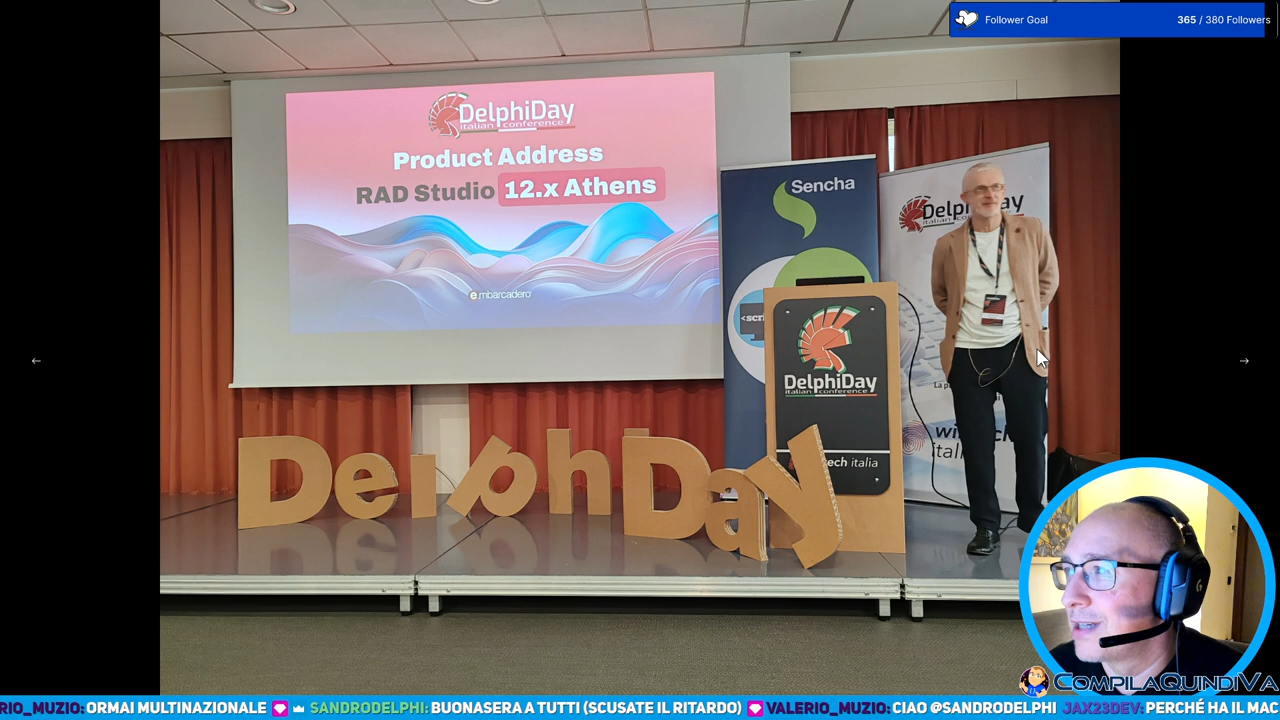 Follower Goal
365 / 380 Followers
DelphiDay
italian conference
Product Address
RAD Studio 12.x Athens
embarcadero
Sencha
DelphiDay
DelphiDay
italian conference
tech italia
DelphiDay
COMPILAQUINDIVA
RIO_MUZIO: ORMAI MULTINAZIONALE SANDRODELPHI: BUONASERA A TUTTI (SCUSATE IL RITARDO) VALERIO_MUZIO: CIAO @SANDRODELPHI JAX23DEV: PERCHÉ HA IL MAC